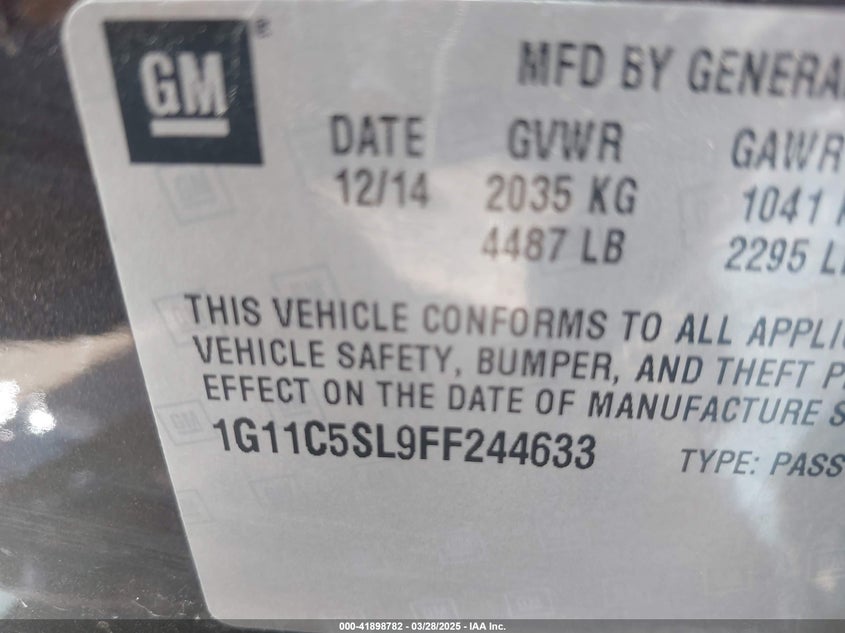 GM®
MFD BY GENERA
DATE GVWR GAWR
12/14 2035 KG 1041
4487 LB 2295 L
THIS VEHICLE CONFORMS TO ALL APPLI
VEHICLE SAFETY, BUMPER, AND THEFT P
EFFECT ON THE DATE OF MANUFACTURE S
1G11C5SL9FF244633 TYPE: PASS
000-41898782 — 03/28/2025 — IAA Inc.